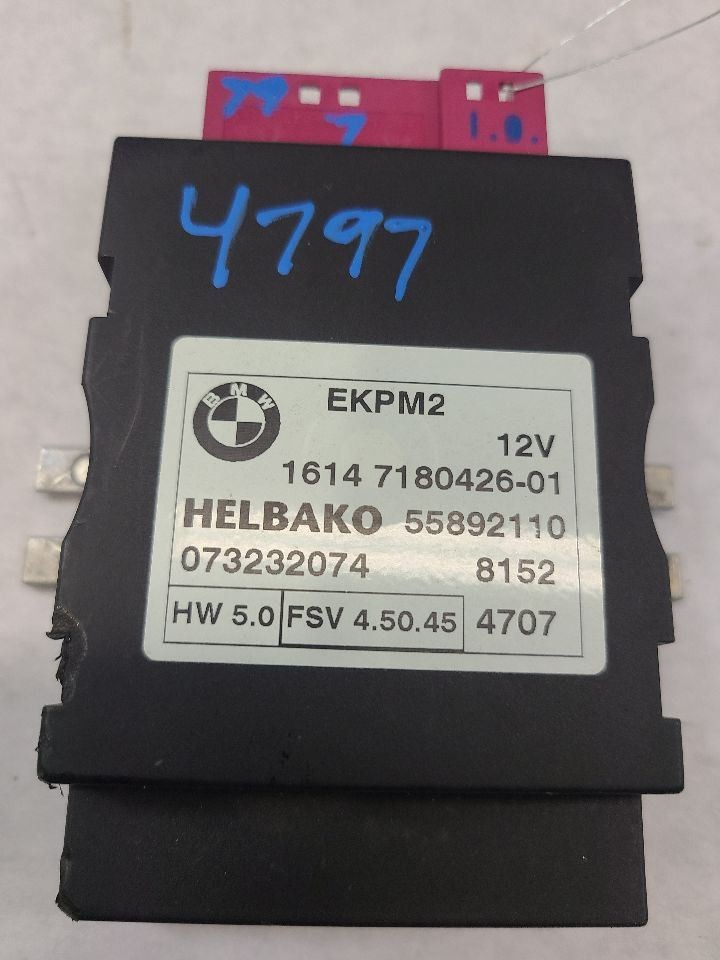 1.0.
7
4797
BMW
EKPM2
12V
1614 7180426-01
HELBAKO 55892110
073232074 8152
HW 5.0 FSV 4.50.45 4707